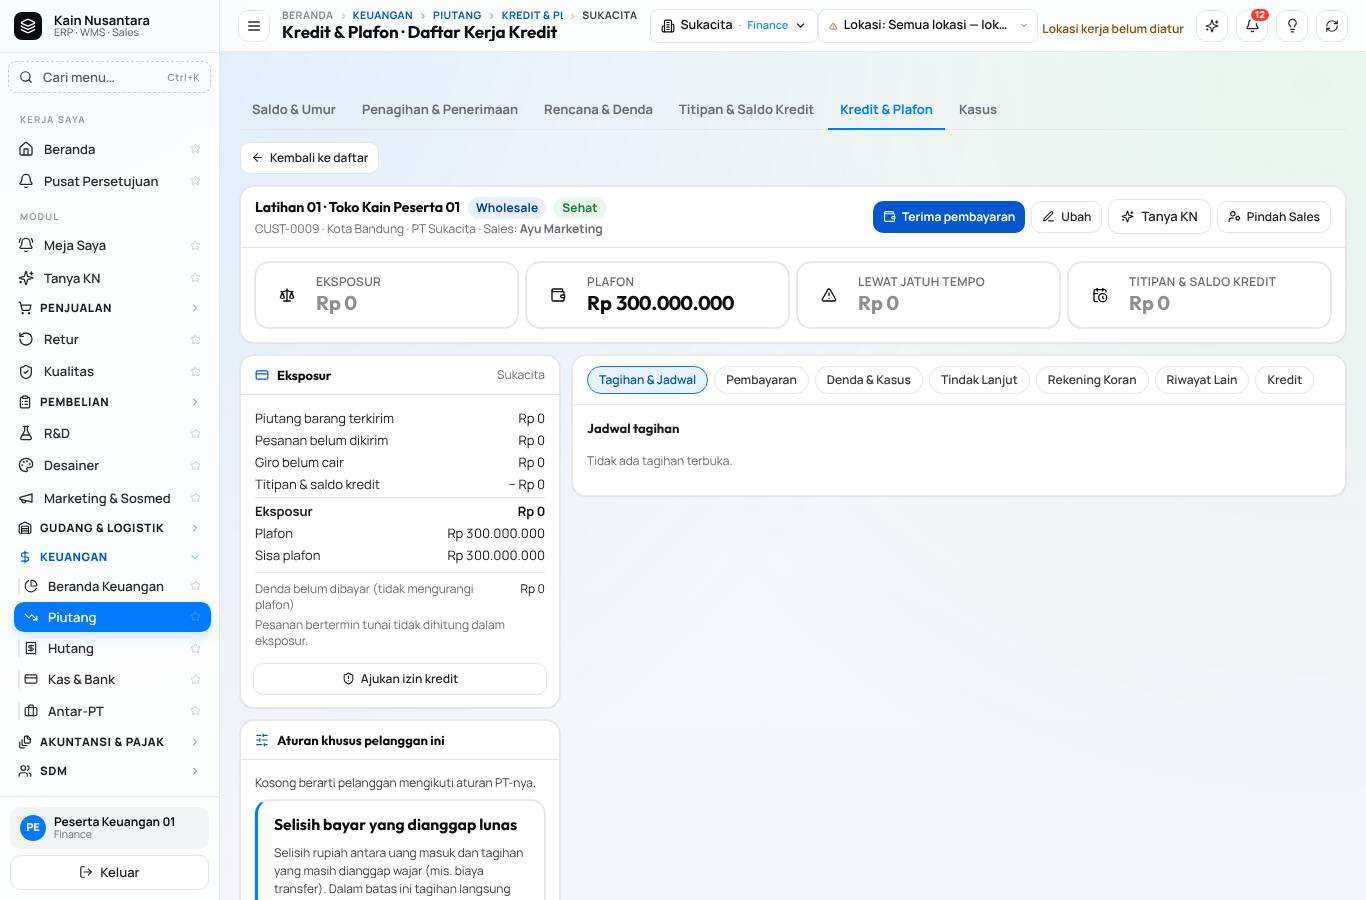 Kain Nusantara
ERP · WMS · Sales
Cari menu... Ctrl+K
KERJA SAYA
Beranda
Pusat Persetujuan
MODUL
Meja Saya
Tanya KN
PENJUALAN
Retur
Kualitas
PEMBELIAN
R&D
Desainer
Marketing & Sosmed
GUDANG & LOGISTIK
KEUANGAN
Beranda Keuangan
Piutang
Hutang
Kas & Bank
Antar-PT
AKUNTANSI & PAJAK
SDM
PE
Peserta Keuangan 01
Finance
Keluar
BERANDA › KEUANGAN › PIUTANG › KREDIT & PL › SUKACITA
Kredit & Plafon · Daftar Kerja Kredit
Sukacita · Finance
Lokasi: Semua lokasi — lok...
Lokasi kerja belum diatur
12
Saldo & Umur
Penagihan & Penerimaan
Rencana & Denda
Titipan & Saldo Kredit
Kredit & Plafon
Kasus
Kembali ke daftar
Latihan 01 · Toko Kain Peserta 01 Wholesale Sehat
CUST-0009 · Kota Bandung · PT Sukacita · Sales: Ayu Marketing
Terima pembayaran
Ubah
Tanya KN
Pindah Sales
EKSPOSUR
Rp 0
PLAFON
Rp 300.000.000
LEWAT JATUH TEMPO
Rp 0
TITIPAN & SALDO KREDIT
Rp 0
Eksposur Sukacita
Piutang barang terkirim Rp 0
Pesanan belum dikirim Rp 0
Giro belum cair Rp 0
Titipan & saldo kredit − Rp 0
Eksposur Rp 0
Plafon Rp 300.000.000
Sisa plafon Rp 300.000.000
Denda belum dibayar (tidak mengurangi Rp 0
plafon)
Pesanan bertermin tunai tidak dihitung dalam
eksposur.
Ajukan izin kredit
Aturan khusus pelanggan ini
Kosong berarti pelanggan mengikuti aturan PT-nya.
Selisih bayar yang dianggap lunas
Selisih rupiah antara uang masuk dan tagihan
yang masih dianggap wajar (mis. biaya
transfer). Dalam batas ini tagihan langsung
Tagihan & Jadwal
Pembayaran
Denda & Kasus
Tindak Lanjut
Rekening Koran
Riwayat Lain
Kredit
Jadwal tagihan
Tidak ada tagihan terbuka.